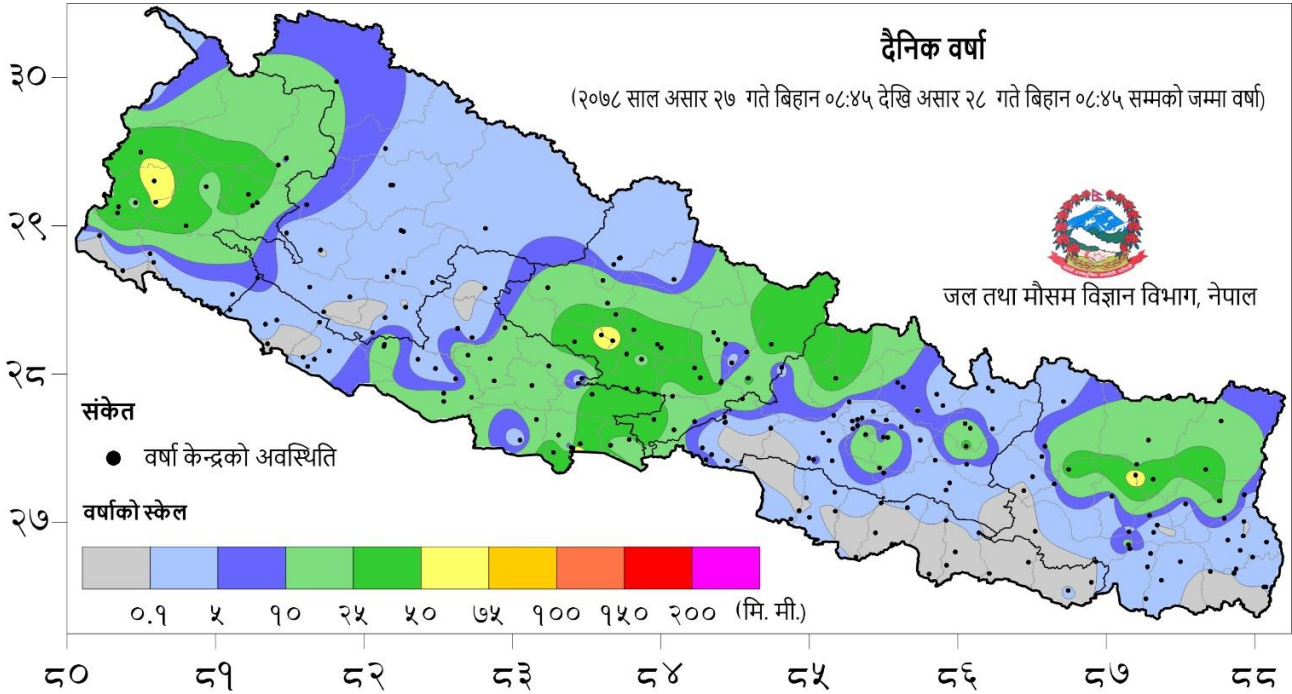 दैनिक वर्षा
(२०७८ साल असार २७ गते बिहान ०८:४५ देखि असार २८ गते बिहान ०८:४५ सम्मको जम्मा वर्षा)
३०
२९
जल तथा मौसम विज्ञान विभाग, नेपाल
२८
संकेत
वर्षा केन्द्रको अवस्थिति
वर्षाको स्केल
२७
०.१ ५ १० २५ ५० ७५ १०० १५० २०० (मि. मी.)
८० ८१ ८२ ८३ ८४ ८५ ८६ ८७ ८८